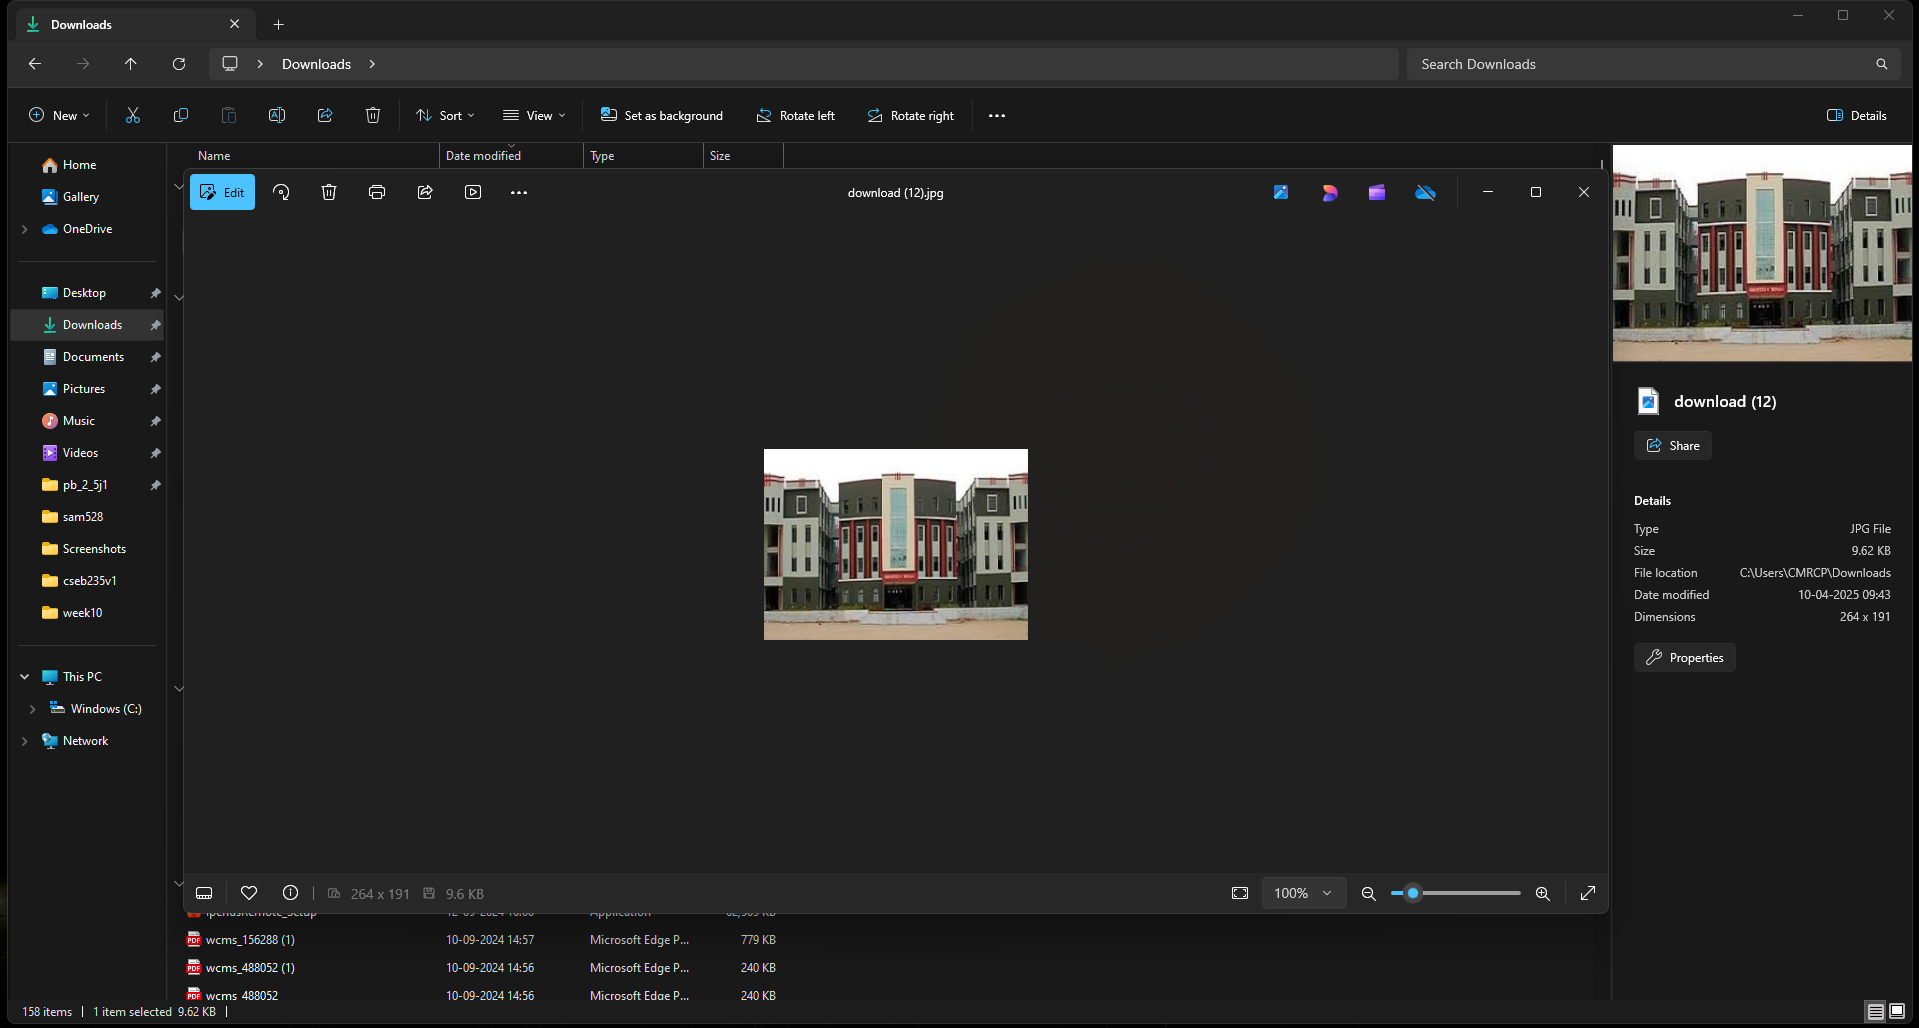 Downloads
Downloads
Search Downloads
New
Sort
View
Set as background
Rotate left
Rotate right
Details
Name
Date modified
Type
Size
Home
Gallery
OneDrive
Desktop
Downloads
Documents
Pictures
Music
Videos
pb_2_5j1
sam528
Screenshots
cseb235v1
week10
This PC
Windows (C:)
Network
Edit
download (12).jpg
264 x 191
9.6 KB
100%
wcms_156288 (1) 10-09-2024 14:57 Microsoft Edge P... 779 KB
wcms_488052 (1) 10-09-2024 14:56 Microsoft Edge P... 240 KB
wcms_488052 10-09-2024 14:56 Microsoft Edge P... 240 KB
download (12)
Share
Details
Type JPG File
Size 9.62 KB
File location C:\Users\CMRCP\Downloads
Date modified 10-04-2025 09:43
Dimensions 264 x 191
Properties
158 items
1 item selected 9.62 KB